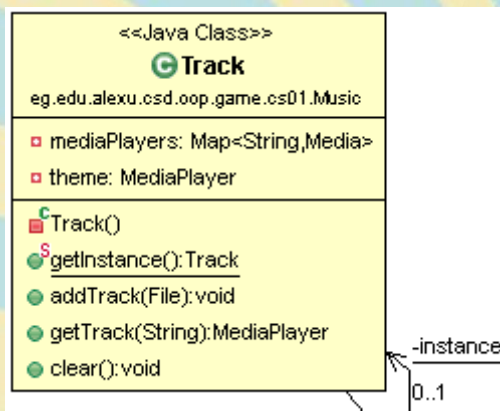 <<Java Class>>
Track
eg.edu.alexu.csd.oop.game.cs01.Music
mediaPlayers: Map<String,Media>
theme: MediaPlayer
Track()
getInstance():Track
addTrack(File):void
getTrack(String):MediaPlayer
clear():void
-instance
0..1